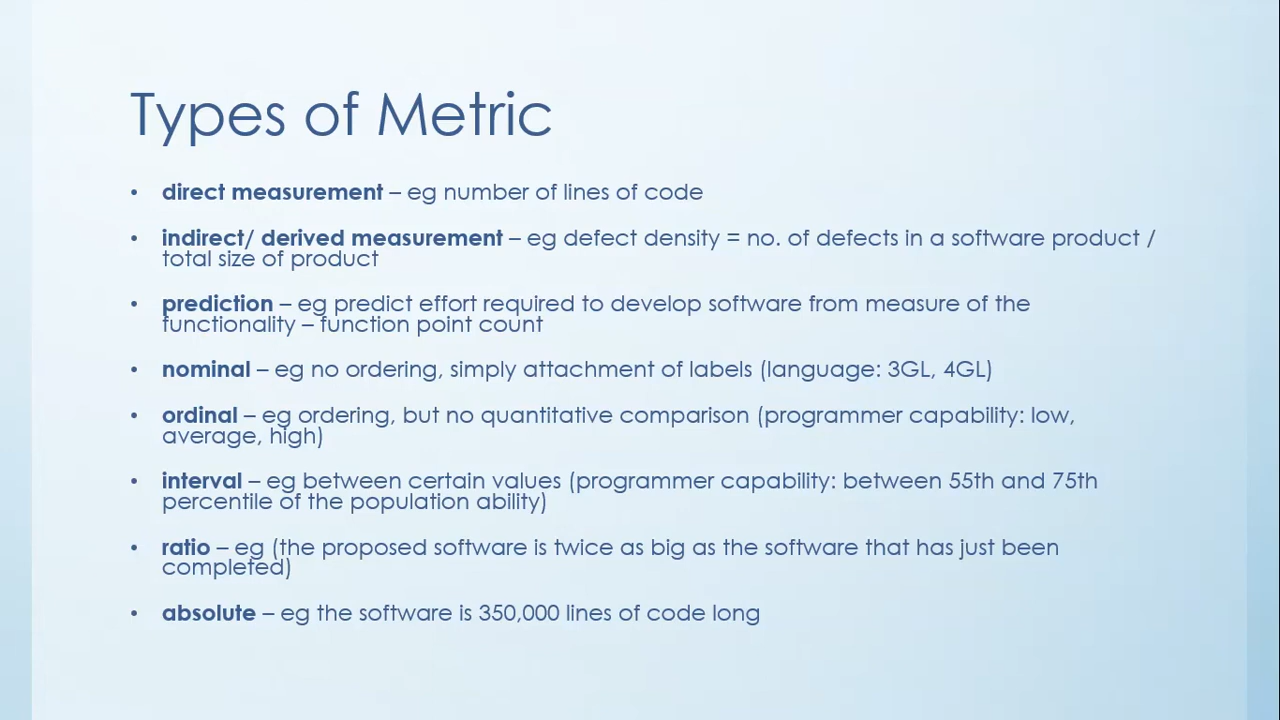 Types of Metric
• direct measurement – eg number of lines of code
• indirect/ derived measurement – eg defect density = no. of defects in a software product /
total size of product
• prediction – eg predict effort required to develop software from measure of the
functionality – function point count
• nominal – eg no ordering, simply attachment of labels (language: 3GL, 4GL)
• ordinal – eg ordering, but no quantitative comparison (programmer capability: low,
average, high)
• interval – eg between certain values (programmer capability: between 55th and 75th
percentile of the population ability)
• ratio – eg (the proposed software is twice as big as the software that has just been
completed)
• absolute – eg the software is 350,000 lines of code long